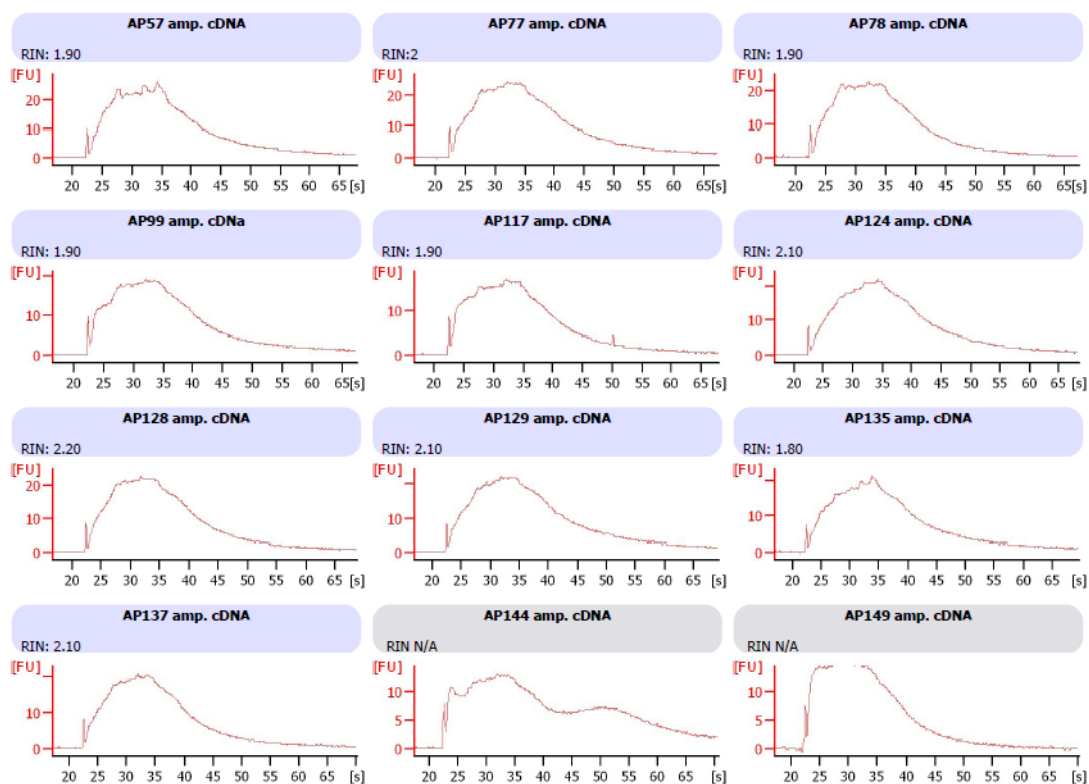 AP57 amp. cDNA
RIN: 1.90
[FU]
20
10
0
20 25 30 35 40 45 50 55 60 65[s]
AP77 amp. cDNA
RIN:2
[FU]
20
10
0
20 25 30 35 40 45 50 55 60 65 [s]
AP78 amp. cDNA
RIN: 1.90
[FU]
20
10
0
20 25 30 35 40 45 50 55 60 65 [s]
AP99 amp. cDNa
RIN: 1.90
[FU]
10
0
20 25 30 35 40 45 50 55 60 65[s]
AP117 amp. cDNA
RIN: 1.90
[FU]
10
0
20 25 30 35 40 45 50 55 60 65 [s]
AP124 amp. cDNA
RIN: 2.10
[FU]
10
0
20 25 30 35 40 45 50 55 60 65 [s]
AP128 amp. cDNA
RIN: 2.20
[FU]
20
10
0
20 25 30 35 40 45 50 55 60 65 [s]
AP129 amp. cDNA
RIN: 2.10
[FU]
10
0
20 25 30 35 40 45 50 55 60 65 [s]
AP135 amp. cDNA
RIN: 1.80
[FU]
10
0
20 25 30 35 40 45 50 55 60 65 [s]
AP137 amp. cDNA
RIN: 2.10
[FU]
10
0
20 25 30 35 40 45 50 55 60 65 [s]
AP144 amp. cDNA
RIN N/A
[FU]
10
5
0
20 25 30 35 40 45 50 55 60 65 [s]
AP149 amp. cDNA
RIN N/A
[FU]
10
5
0
20 25 30 35 40 45 50 55 60 65 [s]